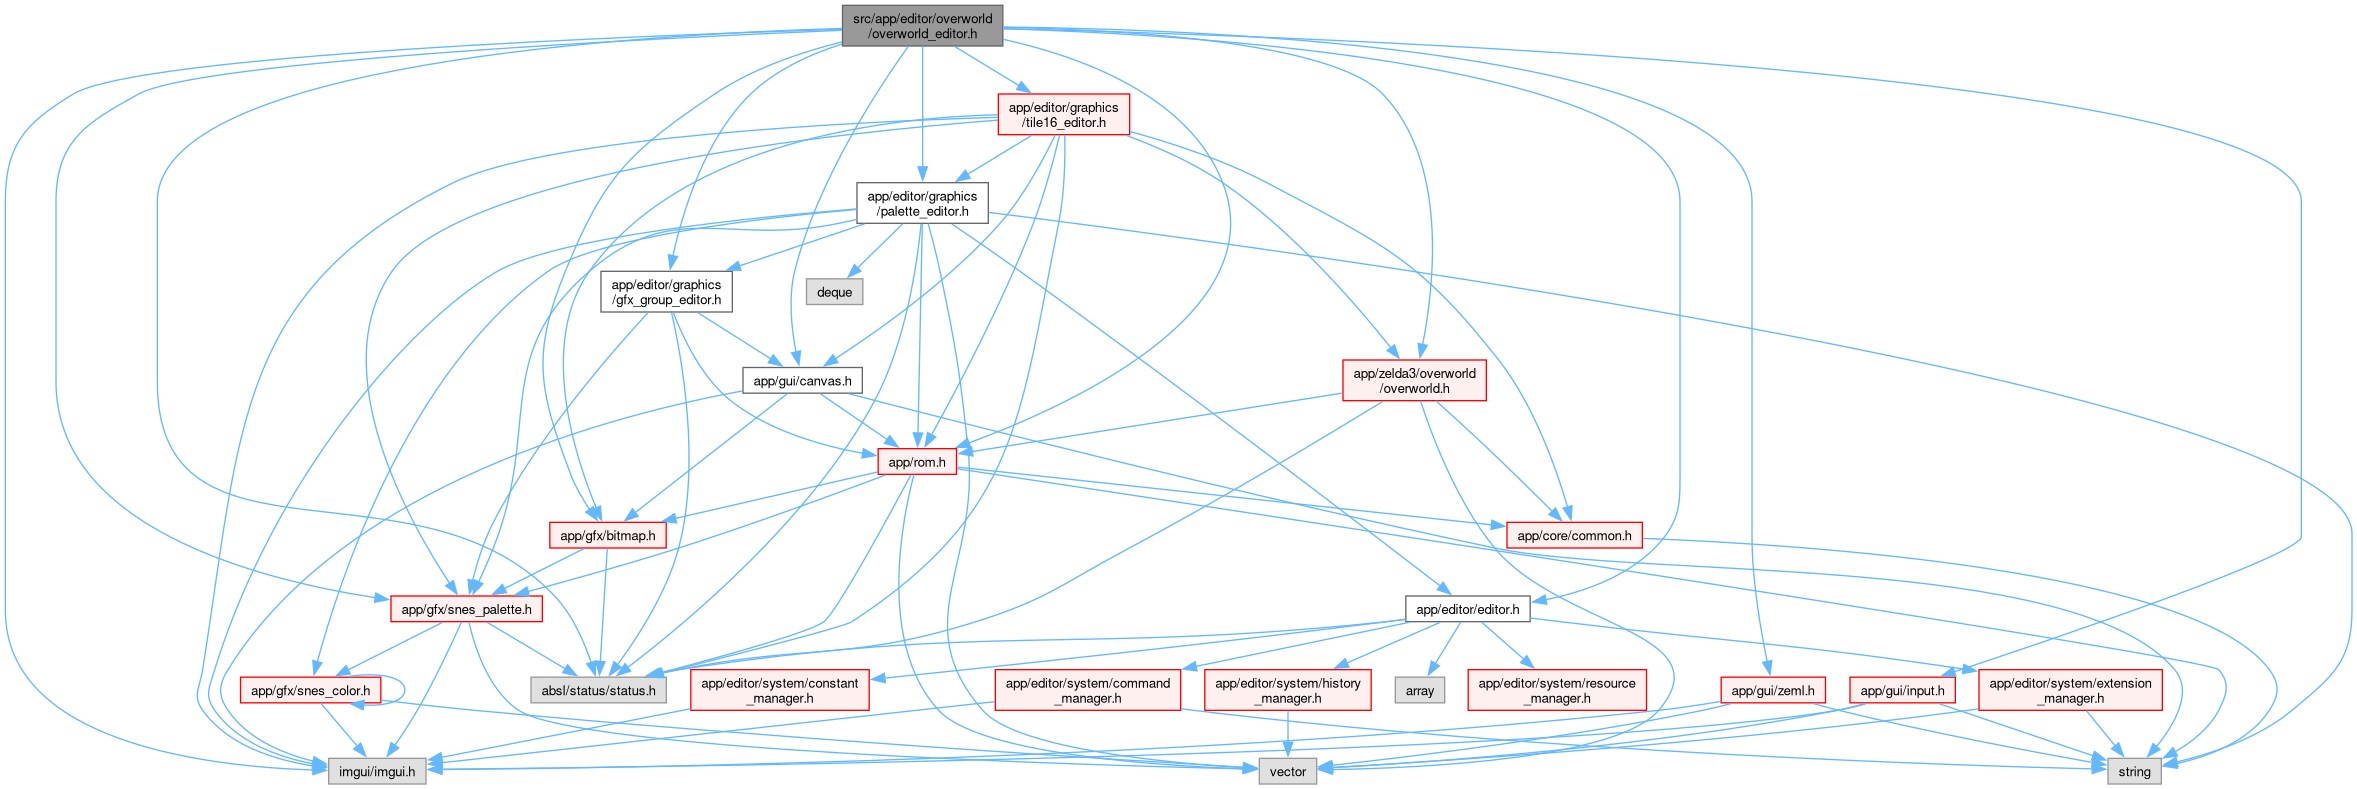 src/app/editor/overworld
/overworld_editor.h
app/editor/graphics
/tile16_editor.h
app/editor/graphics
/palette_editor.h
app/editor/graphics
/gfx_group_editor.h
deque
app/gui/canvas.h
app/zelda3/overworld
/overworld.h
app/rom.h
app/gfx/bitmap.h
app/core/common.h
app/gfx/snes_palette.h
app/editor/editor.h
app/gfx/snes_color.h
absl/status/status.h
app/editor/system/constant
_manager.h
app/editor/system/command
_manager.h
app/editor/system/history
_manager.h
array
app/editor/system/resource
_manager.h
app/gui/zeml.h
app/gui/input.h
app/editor/system/extension
_manager.h
imgui/imgui.h
vector
string